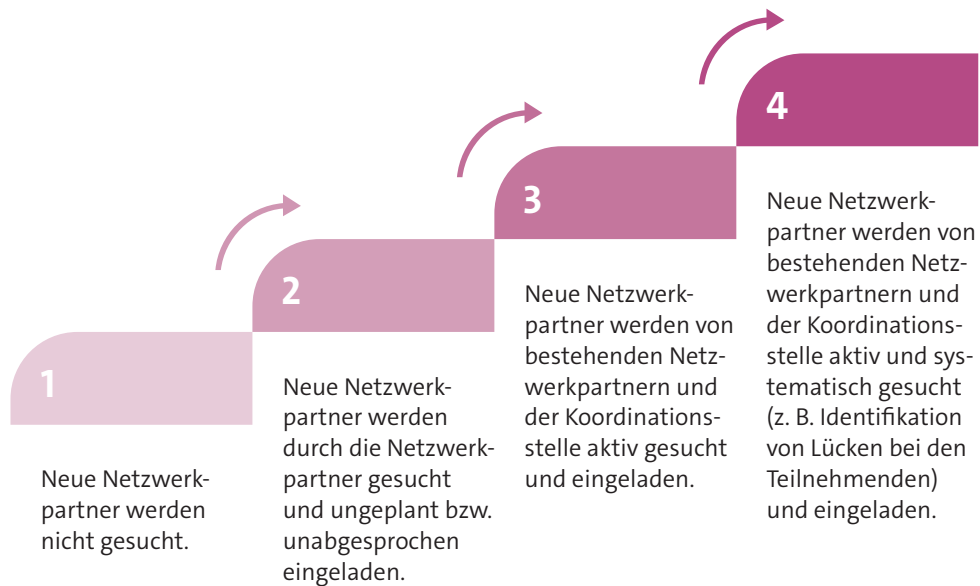 1
Neue Netzwerk-
partner werden
nicht gesucht.
2
Neue Netzwerk-
partner werden
durch die Netzwerk-
partner gesucht
und ungeplant bzw.
unabgesprochen
eingeladen.
3
Neue Netzwerk-
partner werden von
bestehenden Netz-
werkpartnern und
der Koordinations-
stelle aktiv gesucht
und eingeladen.
4
Neue Netzwerk-
partner werden von
bestehenden Netz-
werkpartnern und
der Koordinations-
stelle aktiv und sys-
tematisch gesucht
(z. B. Identifikation
von Lücken bei den
Teilnehmenden)
und eingeladen.